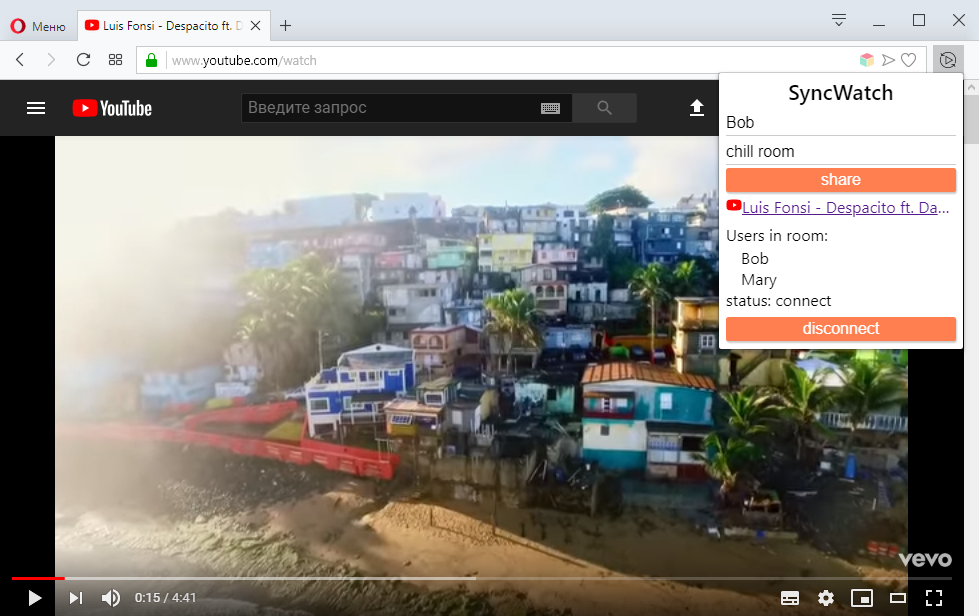 Меню
Luis Fonsi - Despacito ft. D
www.youtube.com/watch
YouTube
Введите запрос
SyncWatch
Bob
chill room
share
Luis Fonsi - Despacito ft. Da...
Users in room:
Bob
Mary
status: connect
disconnect
vevo
0:15 / 4:41